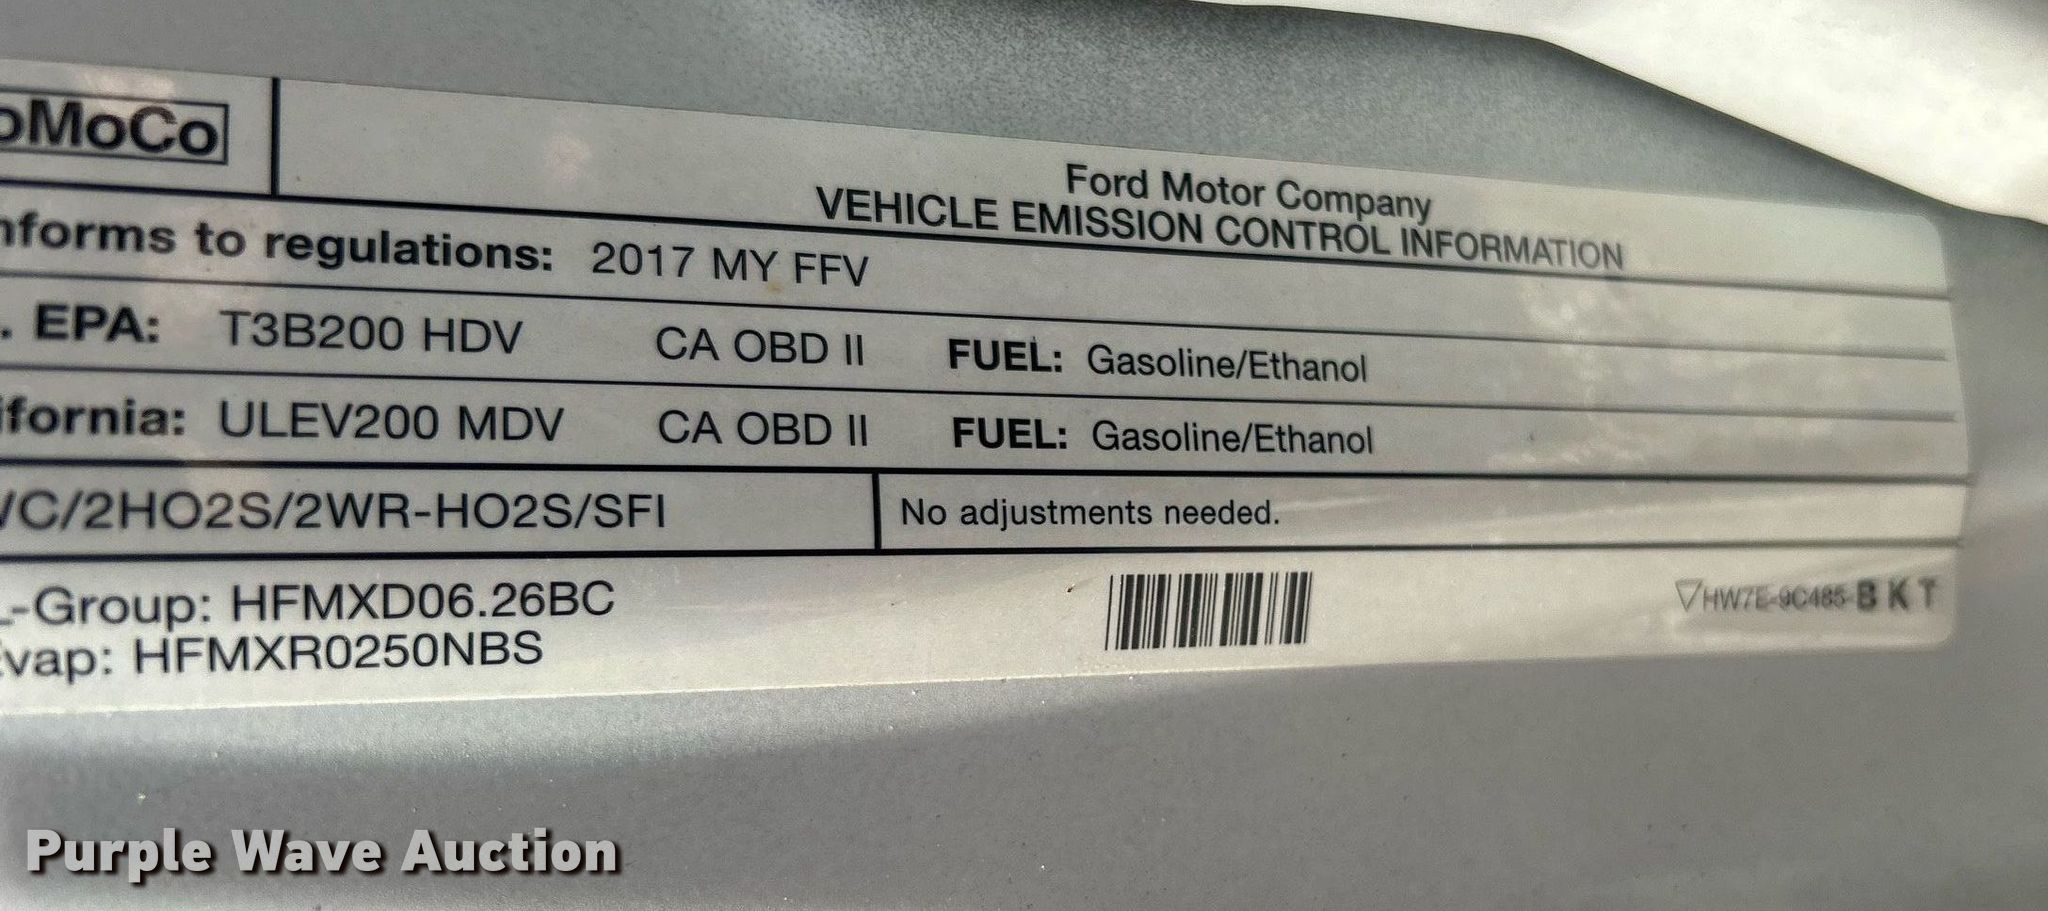 oMoCo
Ford Motor Company
VEHICLE EMISSION CONTROL INFORMATION
nforms to regulations: 2017 MY FFV
. EPA: T3B200 HDV CA OBD II FUEL: Gasoline/Ethanol
ifornia: ULEV200 MDV CA OBD II FUEL: Gasoline/Ethanol
VC/2HO2S/2WR-HO2S/SFI No adjustments needed.
-Group: HFMXD06.26BC
vap: HFMXR0250NBS
HW7E-9C485-BKT
Purple Wave Auction